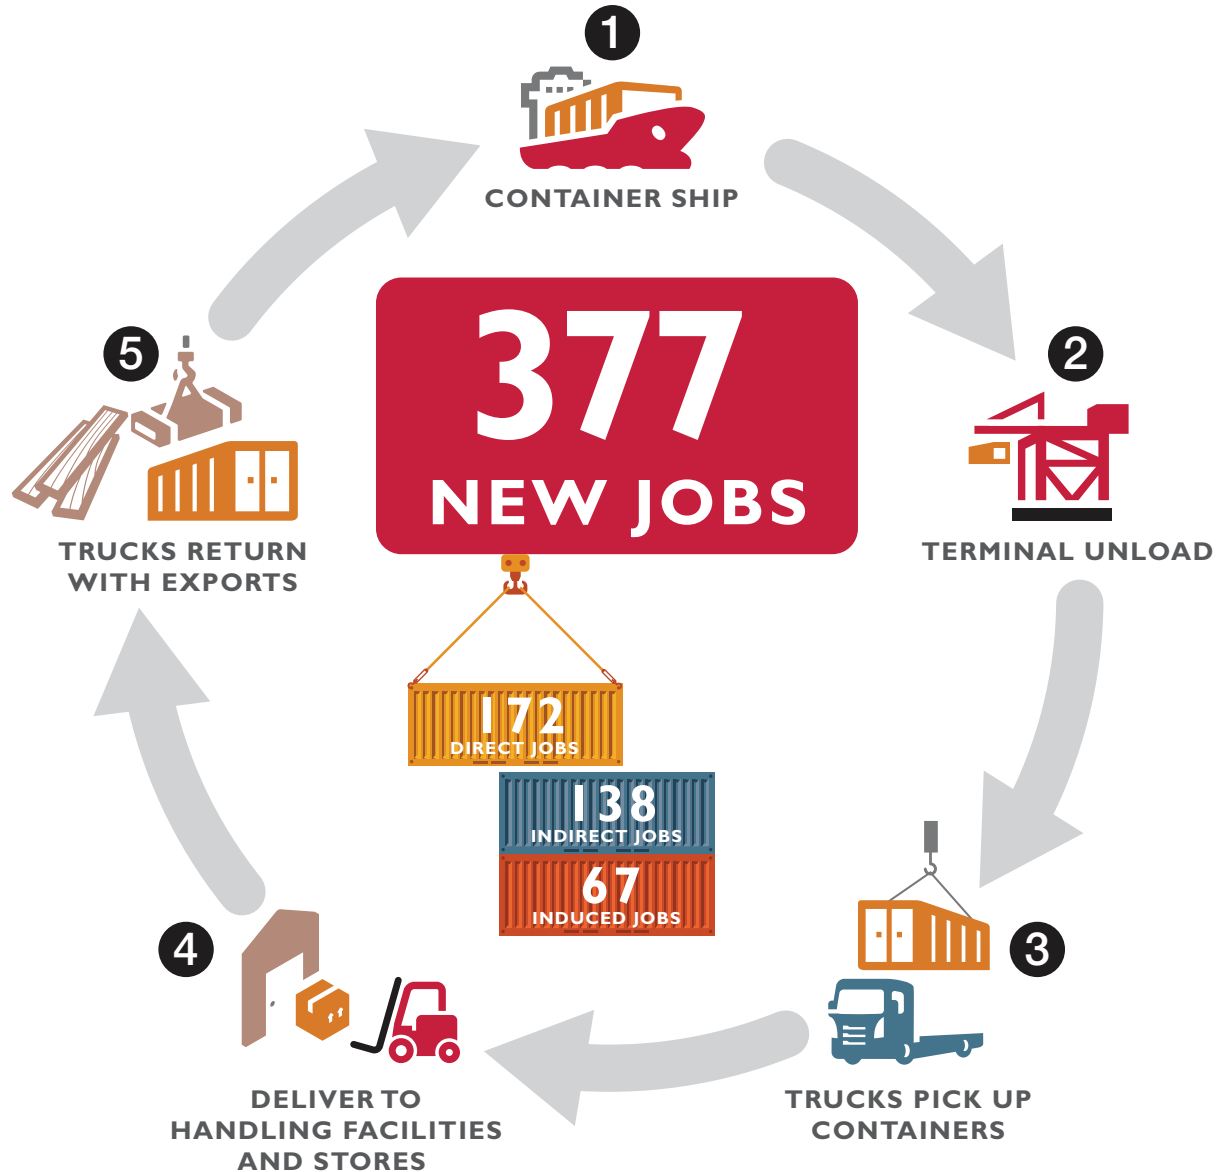 1
CONTAINER SHIP
2
TERMINAL UNLOAD
3
TRUCKS PICK UP
CONTAINERS
4
DELIVER TO
HANDLING FACILITIES
AND STORES
5
TRUCKS RETURN
WITH EXPORTS
377
NEW JOBS
172
DIRECT JOBS
138
INDIRECT JOBS
67
INDUCED JOBS